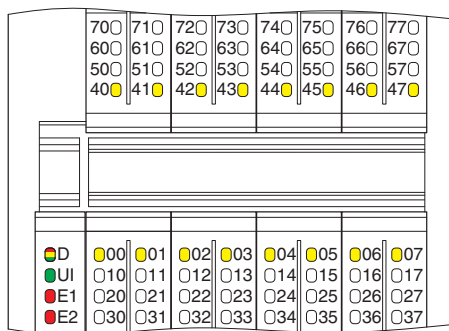 70 71 72 73 74 75 76 77
60 61 62 63 64 65 66 67
50 51 52 53 54 55 56 57
40 41 42 43 44 45 46 47
D 00 01 02 03 04 05 06 07
UI 10 11 12 13 14 15 16 17
E1 20 21 22 23 24 25 26 27
E2 30 31 32 33 34 35 36 37